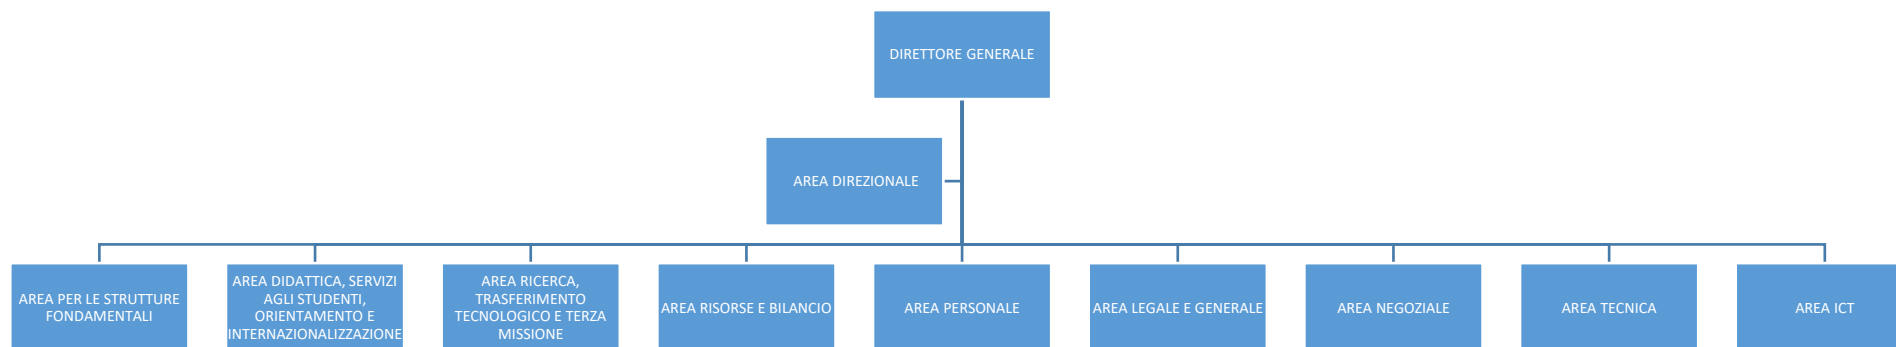 DIRETTORE GENERALE
AREA DIREZIONALE
AREA PER LE STRUTTURE
FONDAMENTALI
AREA DIDATTICA, SERVIZI
AGLI STUDENTI,
ORIENTAMENTO E
INTERNAZIONALIZZAZIONE
AREA RICERCA,
TRASFERIMENTO
TECNOLOGICO E TERZA
MISSIONE
AREA RISORSE E BILANCIO
AREA PERSONALE
AREA LEGALE E GENERALE
AREA NEGOZIALE
AREA TECNICA
AREA ICT